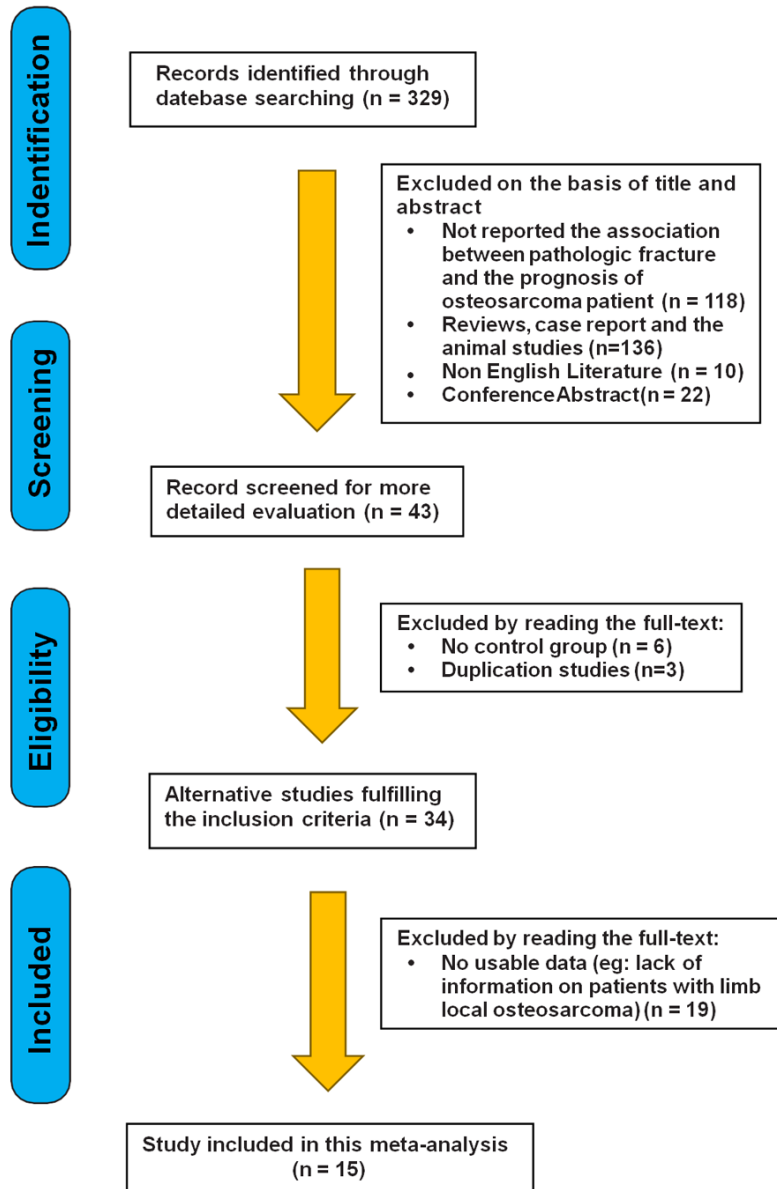 Indentification
Records identified through
datebase searching (n = 329)
Excluded on the basis of title and
abstract
• Not reported the association
between pathologic fracture
and the prognosis of
osteosarcoma patient (n = 118)
• Reviews, case report and the
animal studies (n=136)
• Non English Literature (n = 10)
• Conference Abstract(n = 22)
Screening
Record screened for more
detailed evaluation (n = 43)
Eligibility
Excluded by reading the full-text:
• No control group (n = 6)
• Duplication studies (n=3)
Alternative studies fulfilling
the inclusion criteria (n = 34)
Included
Excluded by reading the full-text:
• No usable data (eg: lack of
information on patients with limb
local osteosarcoma) (n = 19)
Study included in this meta-analysis
(n = 15)